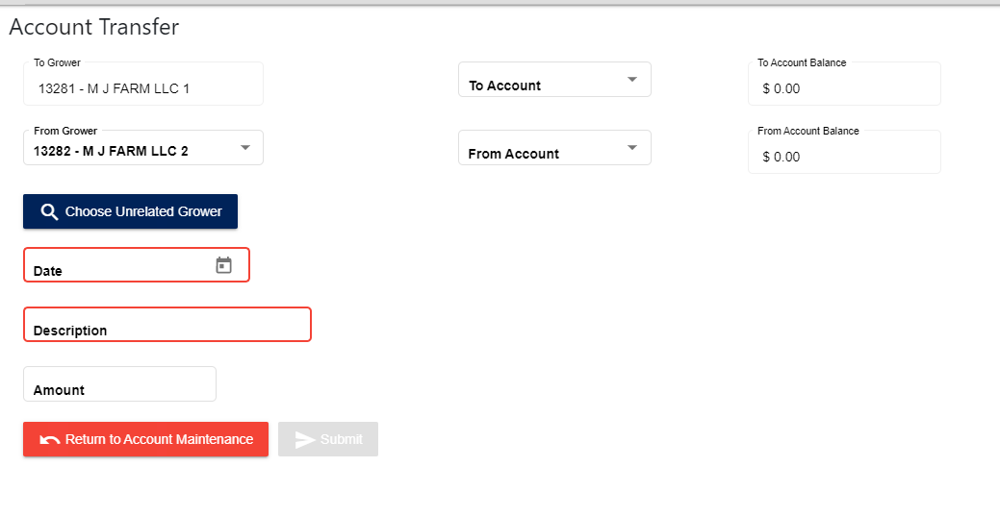 Account Transfer
To Grower
13281 - M J FARM LLC 1
To Account
To Account Balance
$ 0.00
From Grower
13282 - M J FARM LLC 2
From Account
From Account Balance
$ 0.00
Choose Unrelated Grower
Date
Description
Amount
Return to Account Maintenance
Submit